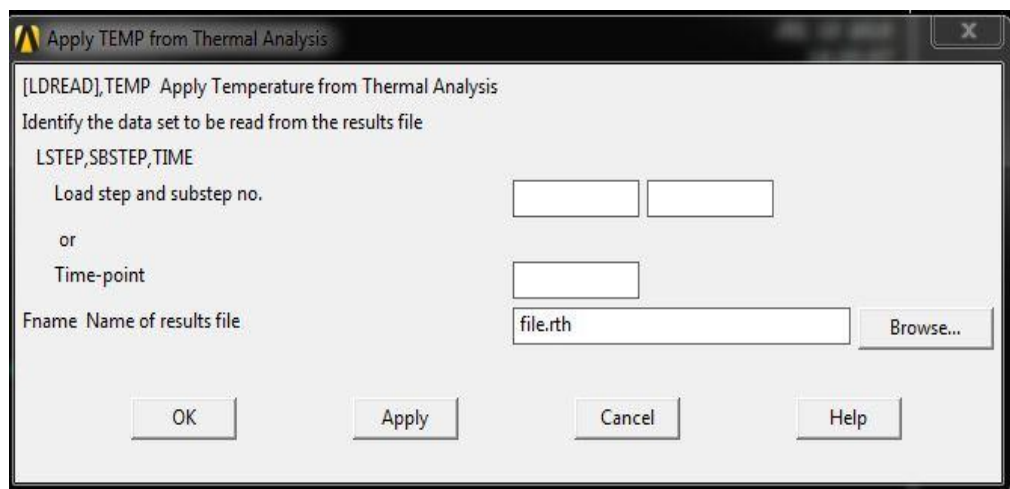 Apply TEMP from Thermal Analysis
[LDREAD],TEMP Apply Temperature from Thermal Analysis
Identify the data set to be read from the results file
LSTEP,SBSTEP,TIME
Load step and substep no.
or
Time-point
Fname Name of results file file.rth Browse...
OK Apply Cancel Help